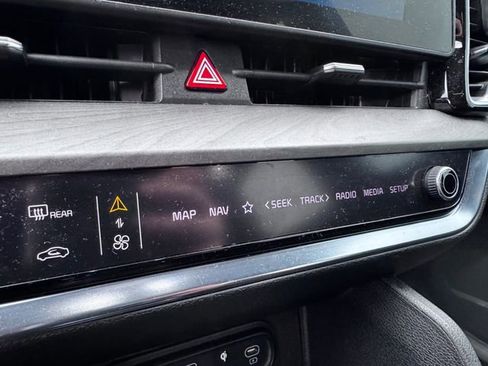 REAR MAP NAV <SEEK TRACK> RADIO MEDIA SETUP